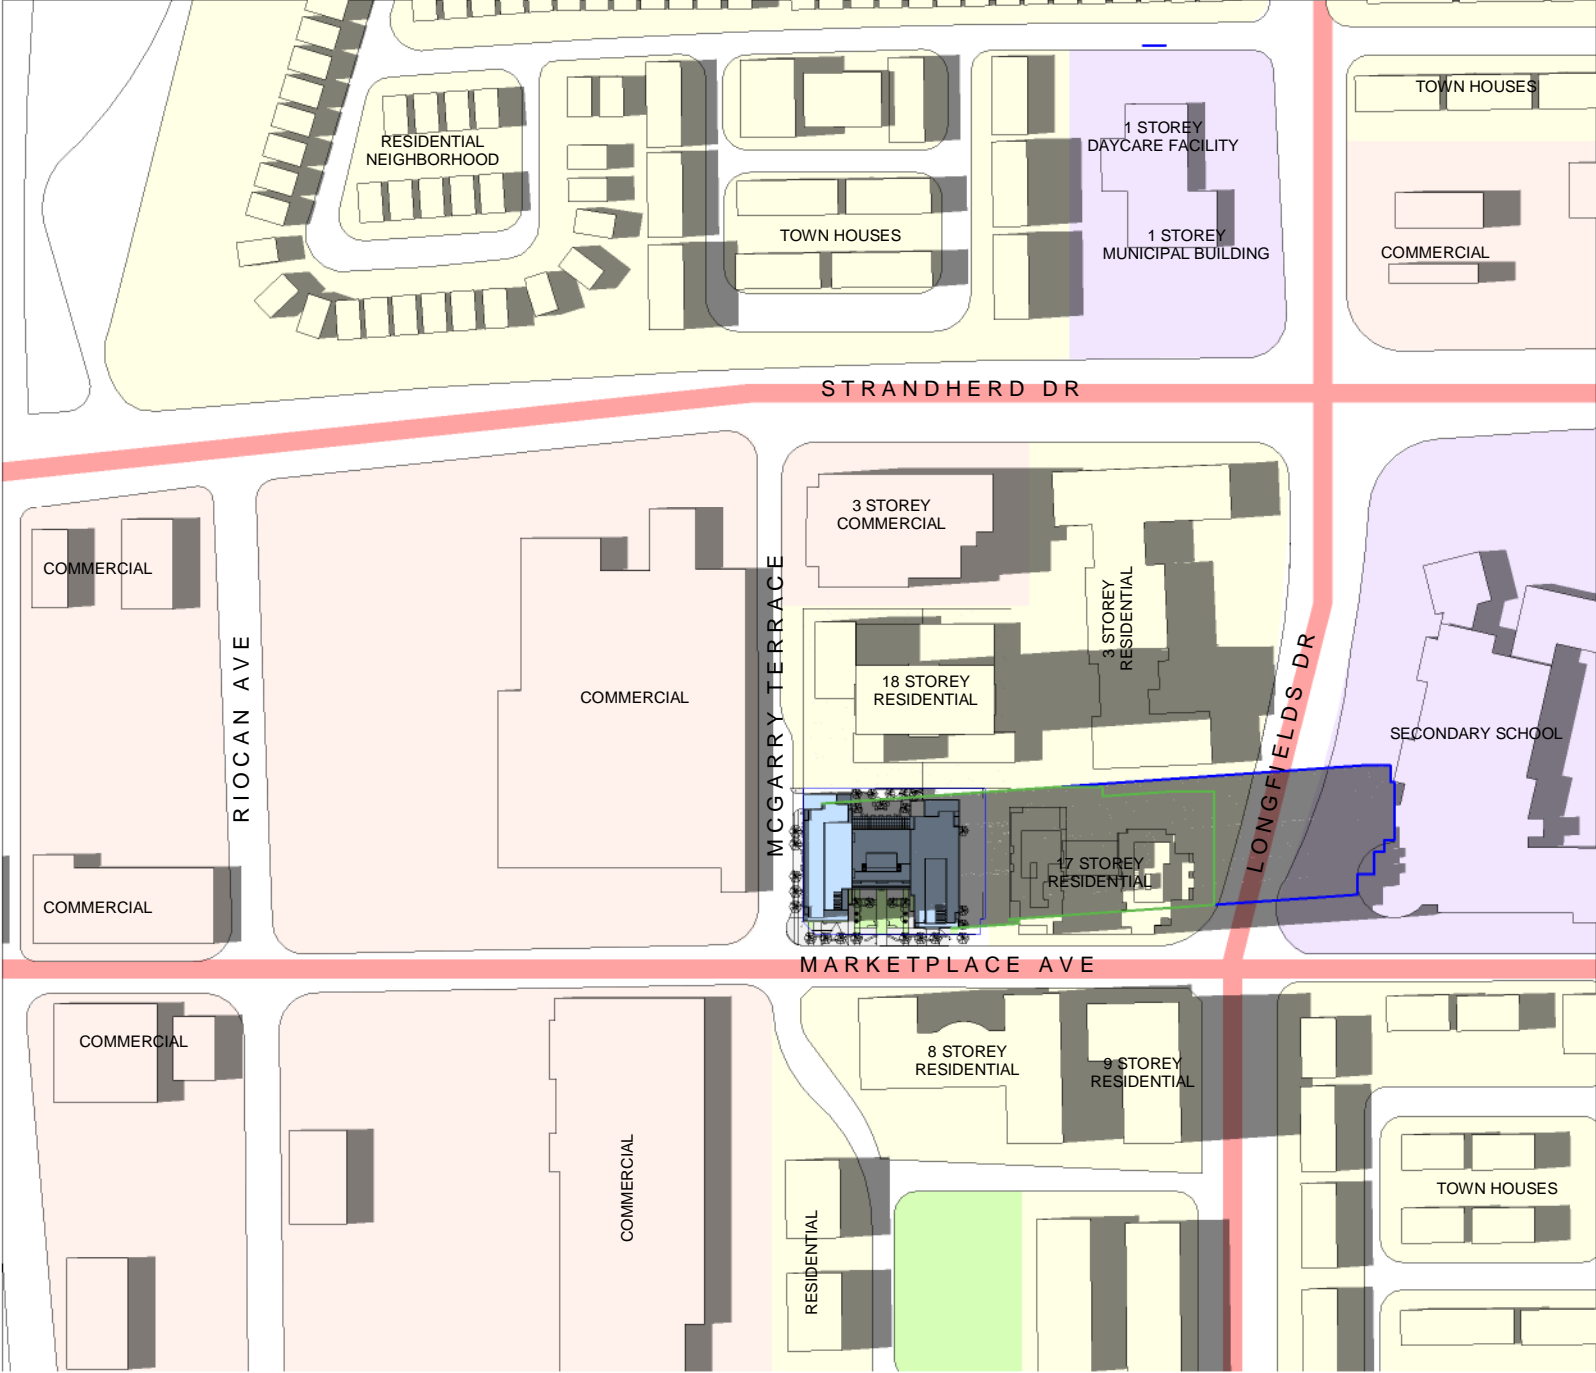 TOWN HOUSES
1 STOREY
DAYCARE FACILITY
RESIDENTIAL
NEIGHBORHOOD
TOWN HOUSES
1 STOREY
MUNICIPAL BUILDING
COMMERCIAL
STRANDHERD DR
3 STOREY
COMMERCIAL
COMMERCIAL
3 STOREY
RESIDENTIAL
RIOCAN AVE
COMMERCIAL
MCGARRY TERRACE
18 STOREY
RESIDENTIAL
LONGFIELDS DR
SECONDARY SCHOOL
17 STOREY
RESIDENTIAL
COMMERCIAL
MARKETPLACE AVE
COMMERCIAL
8 STOREY
RESIDENTIAL
9 STOREY
RESIDENTIAL
COMMERCIAL
TOWN HOUSES
RESIDENTIAL